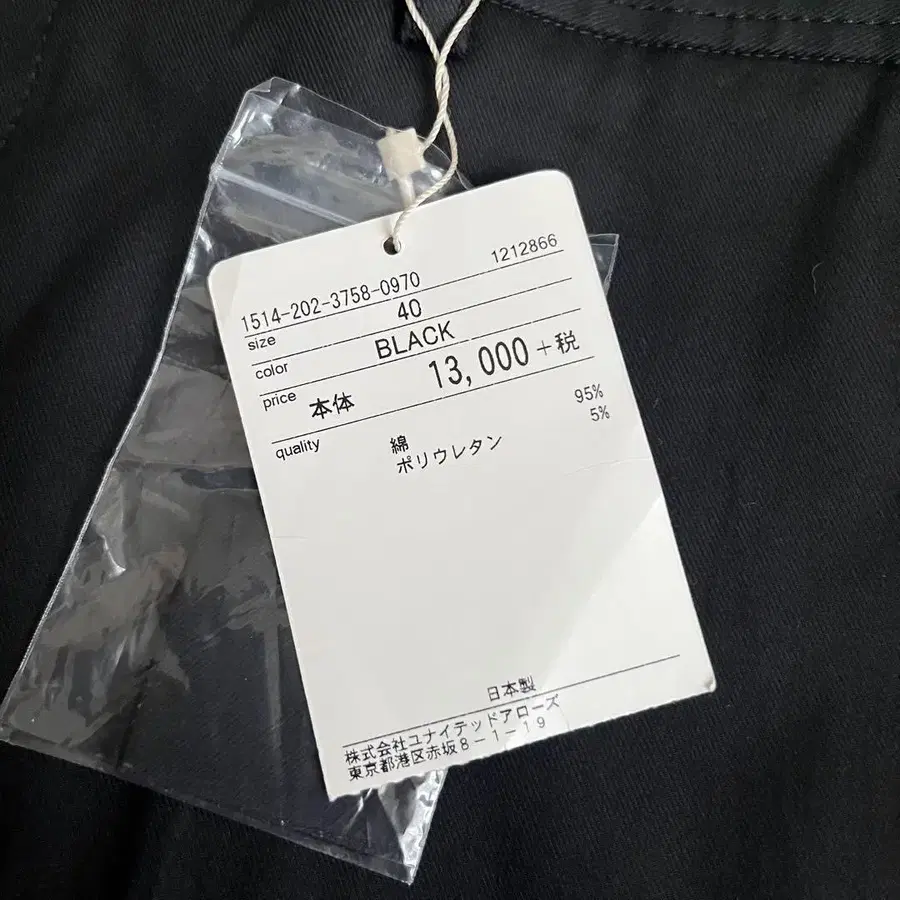 1514-202-3758-0970 1212866
size 40
color BLACK
price 本体 13,000+税
quality 綿 95%
ポリウレタン 5%
日本製
株式会社ユナイテッドアローズ
東京都港区赤坂8-1-19